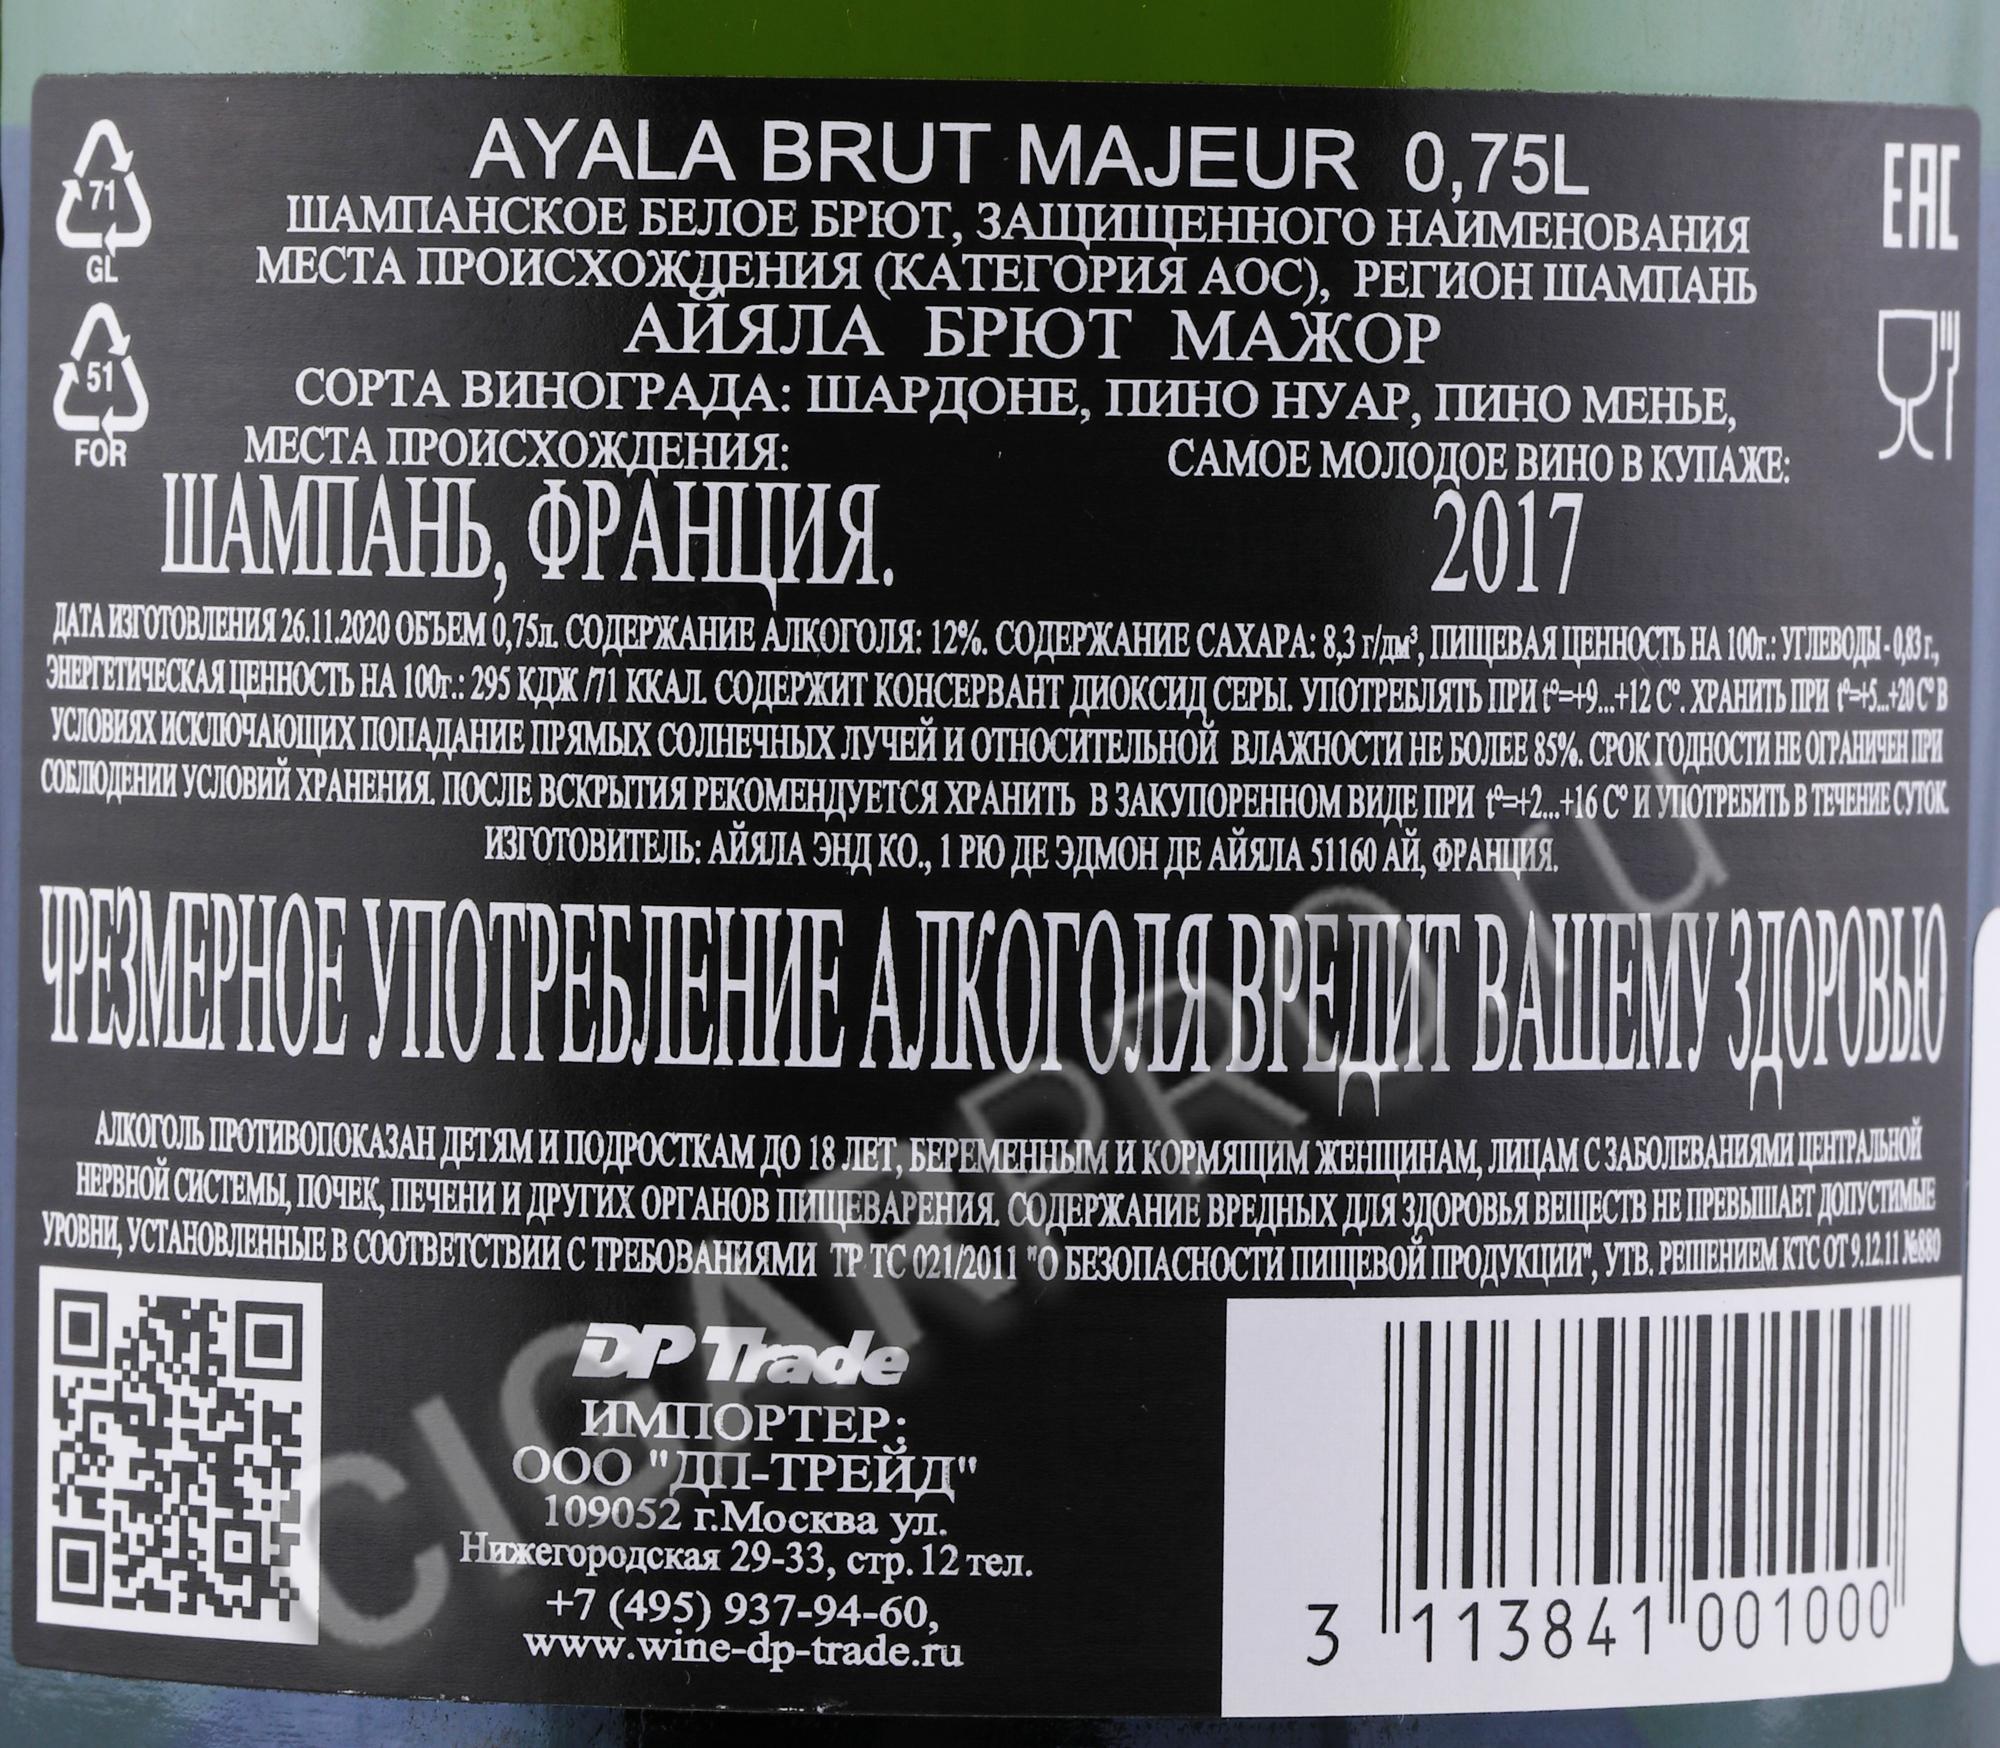 AYALA BRUT MAJEUR 0,75L
ШАМПАНСКОЕ БЕЛОЕ БРЮТ, ЗАЩИЩЕННОГО НАИМЕНОВАНИЯ
МЕСТА ПРОИСХОЖДЕНИЯ (КАТЕГОРИЯ АОС), РЕГИОН ШАМПАНЬ
АЙЯЛА БРЮТ МАЖОР
СОРТА ВИНОГРАДА: ШАРДОНЕ, ПИНО НУАР, ПИНО МЕНЬЕ,
МЕСТА ПРОИСХОЖДЕНИЯ:
ШАМПАНЬ, ФРАНЦИЯ.
САМОЕ МОЛОДОЕ ВИНО В КУПАЖЕ:
2017
ДАТА ИЗГОТОВЛЕНИЯ 26.11.2020 ОБЪЕМ 0,75л. СОДЕРЖАНИЕ АЛКОГОЛЯ: 12%. СОДЕРЖАНИЕ САХАРА: 8,3 г/дм³, ПИЩЕВАЯ ЦЕННОСТЬ НА 100г.: УГЛЕВОДЫ - 0,83 г.,
ЭНЕРГЕТИЧЕСКАЯ ЦЕННОСТЬ НА 100г.: 295 КДЖ /71 ККАЛ. СОДЕРЖИТ КОНСЕРВАНТ ДИОКСИД СЕРЫ. УПОТРЕБЛЯТЬ ПРИ t°=+9...+12 С°. ХРАНИТЬ ПРИ t°=+5...+20 С° В
УСЛОВИЯХ ИСКЛЮЧАЮЩИХ ПОПАДАНИЕ ПРЯМЫХ СОЛНЕЧНЫХ ЛУЧЕЙ И ОТНОСИТЕЛЬНОЙ ВЛАЖНОСТИ НЕ БОЛЕЕ 85%. СРОК ГОДНОСТИ НЕ ОГРАНИЧЕН ПРИ
СОБЛЮДЕНИИ УСЛОВИЙ ХРАНЕНИЯ. ПОСЛЕ ВСКРЫТИЯ РЕКОМЕНДУЕТСЯ ХРАНИТЬ В ЗАКУПОРЕННОМ ВИДЕ ПРИ t°=+2...+16 С° И УПОТРЕБИТЬ В ТЕЧЕНИЕ СУТОК.
ИЗГОТОВИТЕЛЬ: АЙЯЛА ЭНД КО., 1 РЮ ДЕ ЭДМОН ДЕ АЙЯЛА 51160 АЙ, ФРАНЦИЯ.
ЧРЕЗМЕРНОЕ УПОТРЕБЛЕНИЕ АЛКОГОЛЯ ВРЕДИТ ВАШЕМУ ЗДОРОВЬЮ
АЛКОГОЛЬ ПРОТИВОПОКАЗАН ДЕТЯМ И ПОДРОСТКАМ ДО 18 ЛЕТ, БЕРЕМЕННЫМ И КОРМЯЩИМ ЖЕНЩИНАМ, ЛИЦАМ С ЗАБОЛЕВАНИЯМИ ЦЕНТРАЛЬНОЙ
НЕРВНОЙ СИСТЕМЫ, ПОЧЕК, ПЕЧЕНИ И ДРУГИХ ОРГАНОВ ПИЩЕВАРЕНИЯ. СОДЕРЖАНИЕ ВРЕДНЫХ ДЛЯ ЗДОРОВЬЯ ВЕЩЕСТВ НЕ ПРЕВЫШАЕТ ДОПУСТИМЫЕ
УРОВНИ, УСТАНОВЛЕННЫЕ В СООТВЕТСТВИИ С ТРЕБОВАНИЯМИ ТР ТС 021/2011 "О БЕЗОПАСНОСТИ ПИЩЕВОЙ ПРОДУКЦИИ", УТВ. РЕШЕНИЕМ КТС ОТ 9.12.11 №880
DP Trade
ИМПОРТЕР:
ООО "ДП-ТРЕЙД"
109052 г.Москва ул.
Нижегородская 29-33, стр. 12 тел.
+7 (495) 937-94-60,
www.wine-dp-trade.ru
3 113841 001000
71
GL
51
FOR
EAC
CIGARPRO.ru